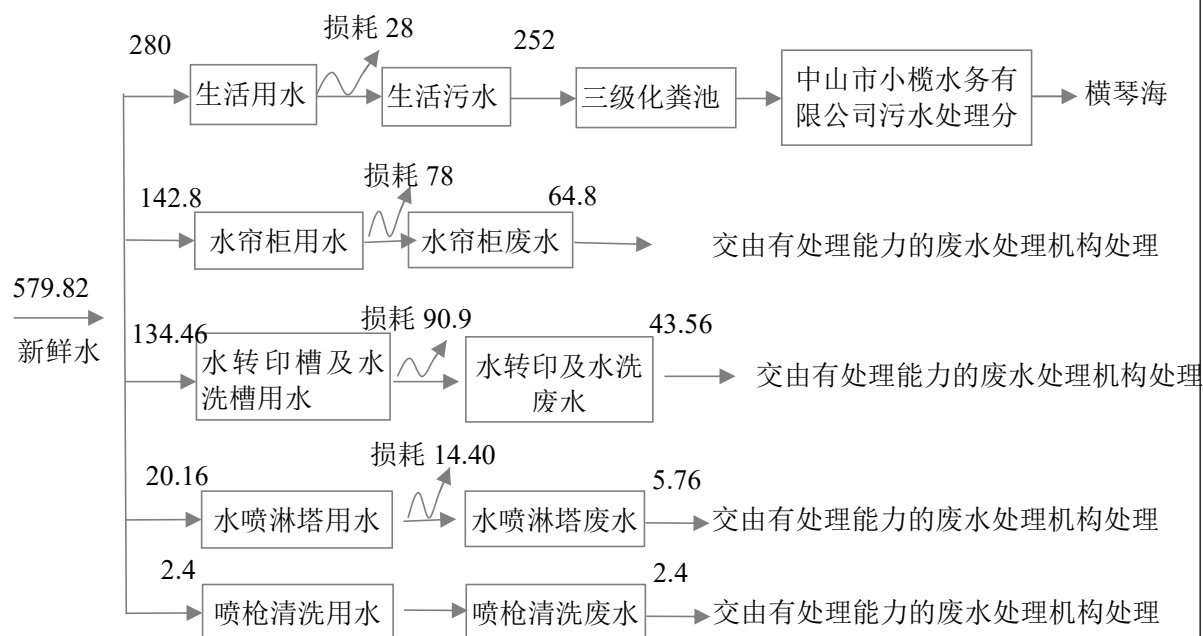 损耗 28
280
252
生活用水
生活污水
三级化粪池
中山市小榄水务有
限公司污水处理分
横琴海
损耗 78
142.8
64.8
水帘柜用水
水帘柜废水
交由有处理能力的废水处理机构处理
579.82
新鲜水
损耗 90.9
134.46
43.56
水转印槽及水
洗槽用水
水转印及水洗
废水
交由有处理能力的废水处理机构处理
损耗 14.40
20.16
5.76
水喷淋塔用水
水喷淋塔废水
交由有处理能力的废水处理机构处理
2.4
2.4
喷枪清洗用水
喷枪清洗废水
交由有处理能力的废水处理机构处理